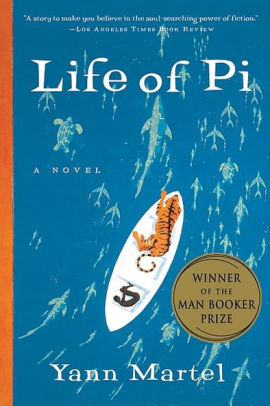 "A story to make you believe in the soul-searching power of fiction."
—Los Angeles Times Book Review
Life of Pi
A NOVEL
WINNER
OF THE
MAN BOOKER
PRIZE
Yann Martel